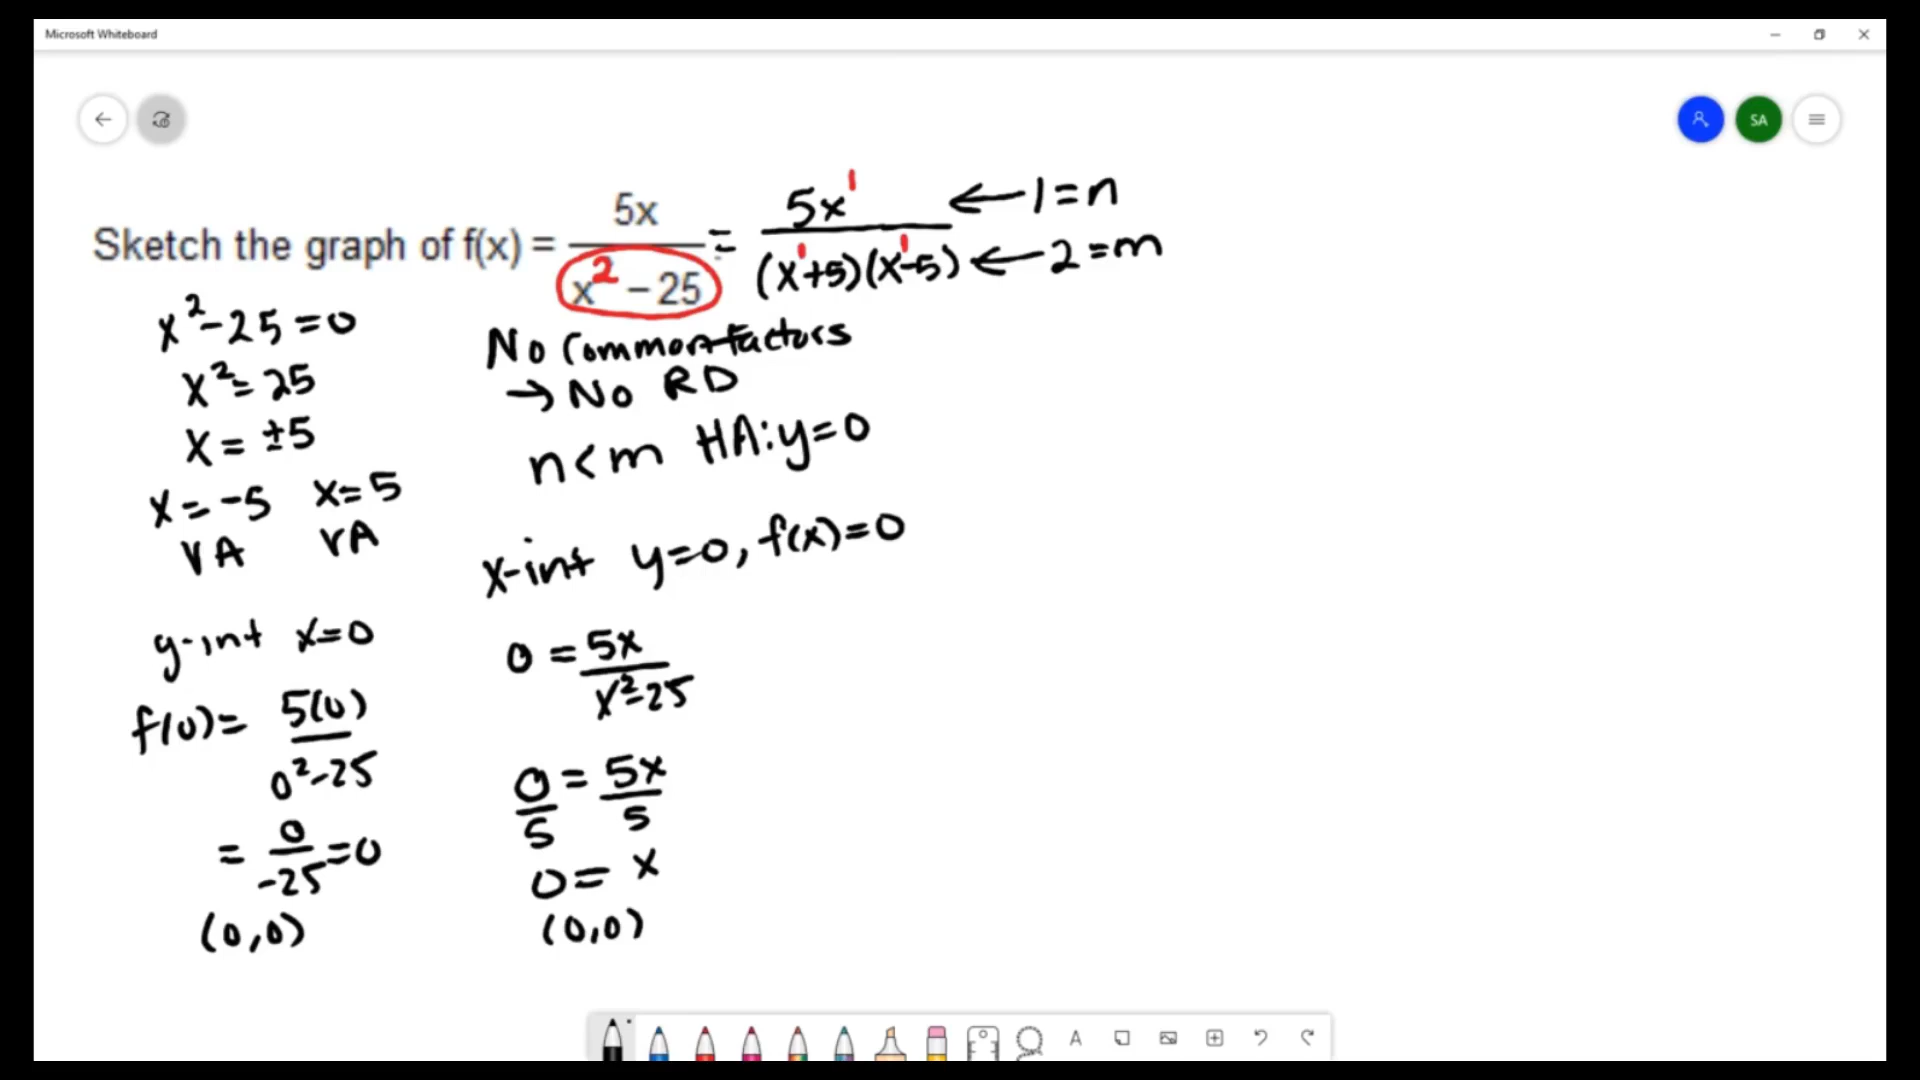 Microsoft Whiteboard
SA
Sketch the graph of f(x) = 5x / x² − 25 = 5x¹ / (x¹+5)(x¹-5) ← 1 = n ← 2 = m
x²-25 = 0
x² = 25
x = ±5
x = -5 x = 5
VA VA
y-int x=0
f(0) = 5(0) / 0²-25
= 0 / -25 = 0
(0,0)
No Common Factors
→ No RD
n < m HA: y = 0
x-int y=0, f(x)=0
0 = 5x / x²-25
0/5 = 5x/5
0 = x
(0,0)
A